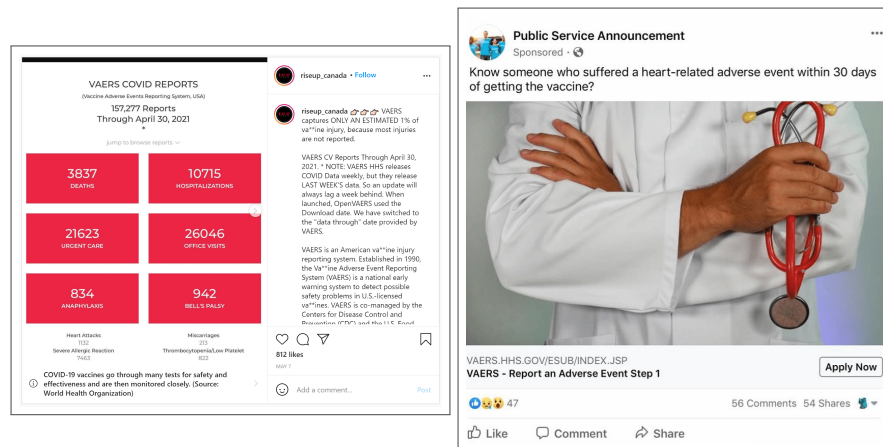 VAERS COVID REPORTS
(Vaccine Adverse Events Reporting System, USA)
157,277 Reports
Through April 30, 2021
*
jump to browse reports
3837
DEATHS
10715
HOSPITALIZATIONS
21623
URGENT CARE
26046
OFFICE VISITS
834
ANAPHYLAXIS
942
BELL'S PALSY
Heart Attacks
1132
Miscarriages
213
Severe Allergic Reaction
7463
Thrombocytopenia/Low Platelet
822
COVID-19 vaccines go through many tests for safety and
effectiveness and are then monitored closely. (Source:
World Health Organization)
riseup_canada • Follow
riseup_canada VAERS
captures ONLY AN ESTIMATED 1% of
va**ine injury, because most injuries
are not reported.
VAERS CV Reports Through April 30,
2021. * NOTE: VAERS HHS releases
COVID Data weekly, but they release
LAST WEEK'S data. So an update will
always lag a week behind. When
launched, OpenVAERS used the
Download date. We have switched to
the "data through" date provided by
VAERS.
VAERS is an American va**ine injury
reporting system. Established in 1990,
the Va**ine Adverse Event Reporting
System (VAERS) is a national early
warning system to detect possible
safety problems in U.S.-licensed
va**ines. VAERS is co-managed by the
Centers for Disease Control and
Prevention (CDC) and the U.S. Food
812 likes
MAY 7
Add a comment...
Post
Public Service Announcement
Sponsored ·
Know someone who suffered a heart-related adverse event within 30 days
of getting the vaccine?
VAERS.HHS.GOV/ESUB/INDEX.JSP
VAERS - Report an Adverse Event Step 1
Apply Now
47
56 Comments 54 Shares
Like Comment Share